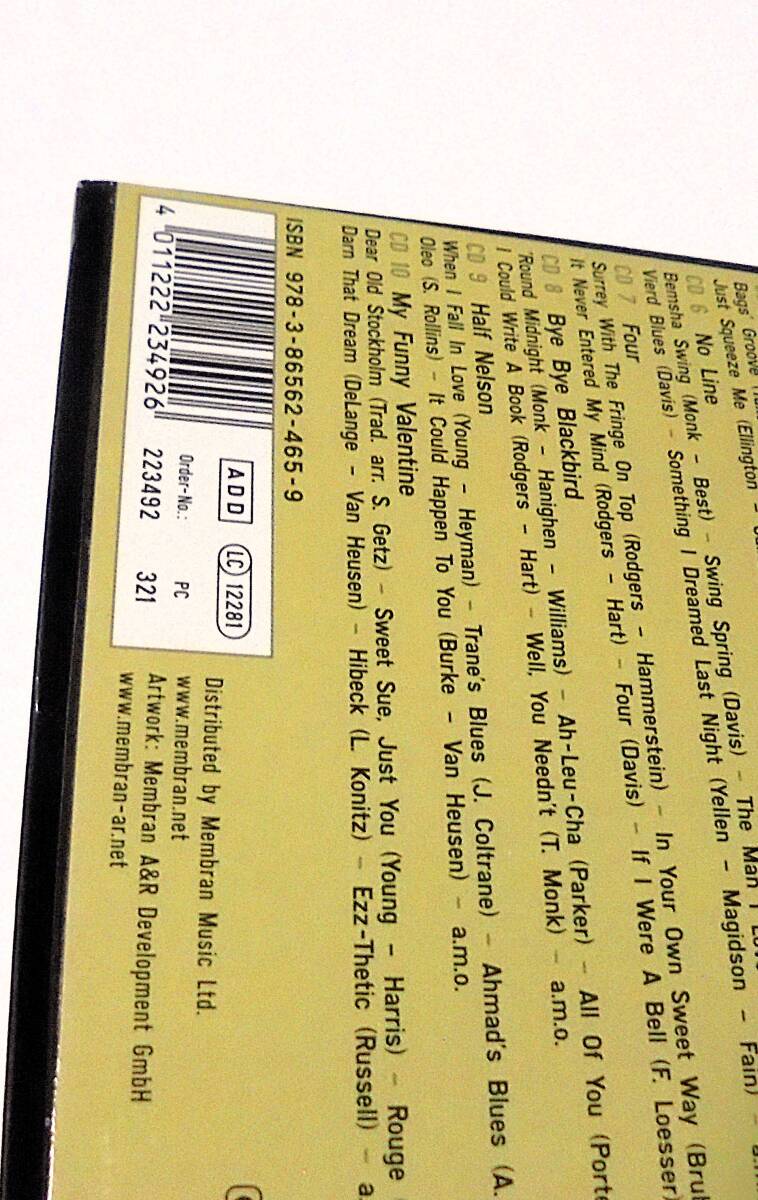 Bags' Groove
Just Squeeze Me (Ellington –
CD 6 No Line
Bemsha Swing (Monk – Best) – Swing Spring (Davis) – The Man I Love
Vierd Blues (Davis) – Something I Dreamed Last Night (Yellen – Magidson – Fain) –
CD 7 Four
Surrey With The Fringe On Top (Rodgers – Hammerstein) – In Your Own Sweet Way
It Never Entered My Mind (Rodgers – Hart) – Four (Davis) – If I Were A Bell (F. Loesser)
CD 8 Bye Bye Blackbird
'Round Midnight (Monk – Hanighen – Williams) – Ah-Leu-Cha (Parker) – All Of You
I Could Write A Book (Rodgers – Hart) – Well, You Needn't (T. Monk) – a.m.o.
CD 9 Half Nelson
When I Fall In Love (Young – Heyman) – Trane's Blues (J. Coltrane) – Ahmad's Blues (A.
Oleo (S. Rollins) – It Could Happen To You (Burke – Van Heusen) – a.m.o.
CD 10 My Funny Valentine
Dear Old Stockholm (Trad. arr. S. Getz) – Sweet Sue, Just You (Young – Harris) – Rouge
Darn That Dream (DeLange – Van Heusen) – Hibeck (L. Konitz) – Ezz-Thetic (Russell) – a.
ISBN 978-3-86562-465-9
ADD LC 12281
Order-No.: PC
4 011222 234926 223492 321
Distributed by Membran Music Ltd.
www.membran.net
Artwork: Membran A&R Development GmbH
www.membran-ar.net